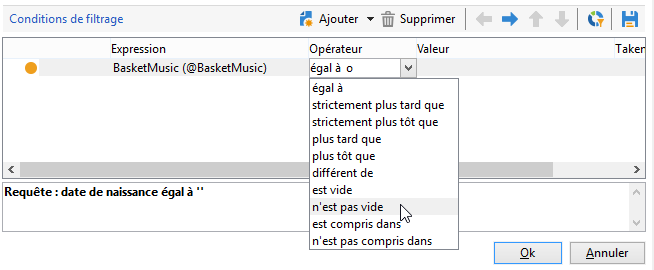 Conditions de filtrage Ajouter Supprimer
Expression Opérateur Valeur Taken
BasketMusic (@BasketMusic) égal à o
égal à
strictement plus tard que
strictement plus tôt que
plus tard que
plus tôt que
différent de
est vide
n'est pas vide
est compris dans
n'est pas compris dans
Requête : date de naissance égal à ''
Ok Annuler